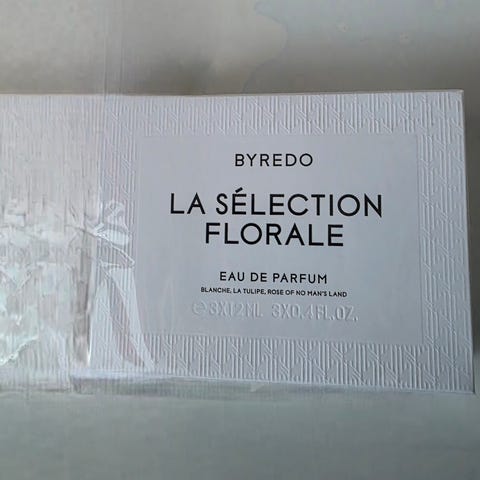 BYREDO
LA SÉLECTION
FLORALE
EAU DE PARFUM
BLANCHE, LA TULIPE, ROSE OF NO MAN'S LAND
℮3X12ML 3X0.4FL.OZ.